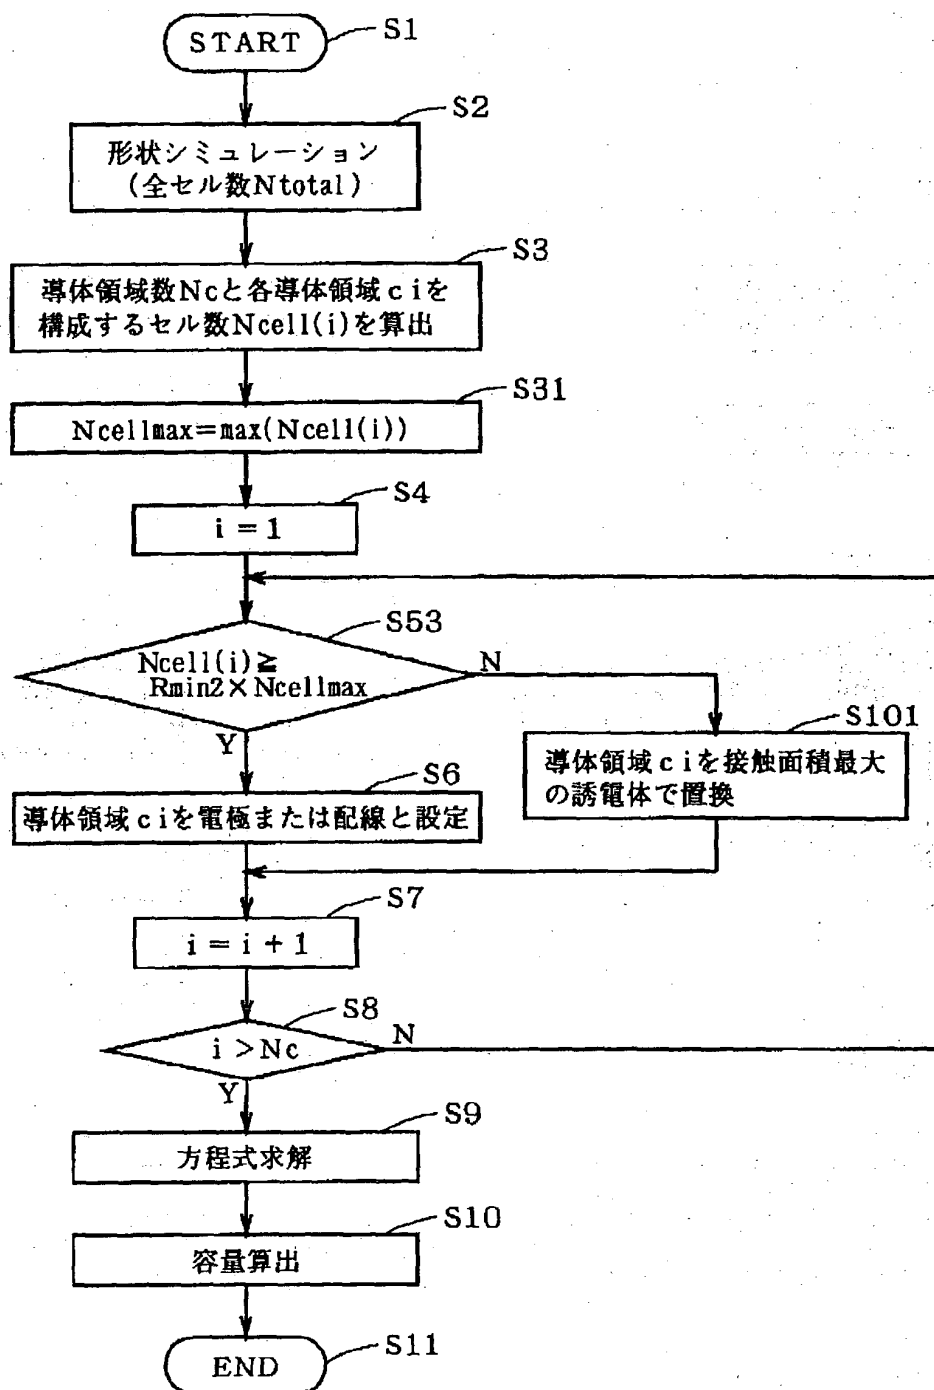 START
S1
S2
形状シミュレーション
(全セル数Ntotal)
S3
導体領域数Ncと各導体領域ciを
構成するセル数Ncell(i)を算出
S31
Ncellmax=max(Ncell(i))
S4
i = 1
S53
Ncell(i)≧
Rmin2×Ncellmax
N
Y
S101
導体領域ciを接触面積最大
の誘電体で置換
S6
導体領域ciを電極または配線と設定
S7
i = i + 1
S8
i >Nc
N
Y
S9
方程式求解
S10
容量算出
S11
END